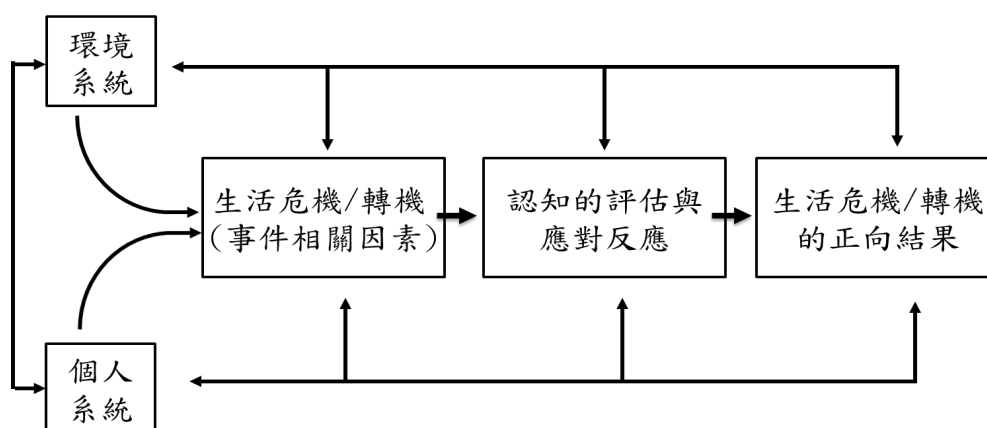 環境
系統
生活危機/轉機
(事件相關因素)
認知的評估與
應對反應
生活危機/轉機
的正向結果
個人
系統